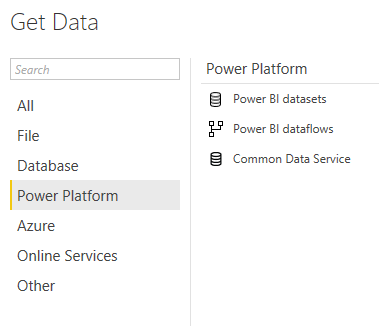 Get Data
Search
All
File
Database
Power Platform
Azure
Online Services
Other
Power Platform
Power BI datasets
Power BI dataflows
Common Data Service